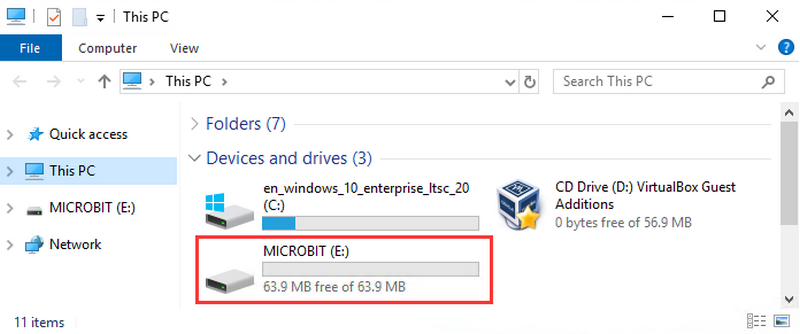 This PC
File
Computer
View
This PC
Search This PC
Quick access
This PC
MICROBIT (E:)
Network
Folders (7)
Devices and drives (3)
en_windows_10_enterprise_ltsc_20
(C:)
CD Drive (D:) VirtualBox Guest
Additions
0 bytes free of 56.9 MB
MICROBIT (E:)
63.9 MB free of 63.9 MB
11 items